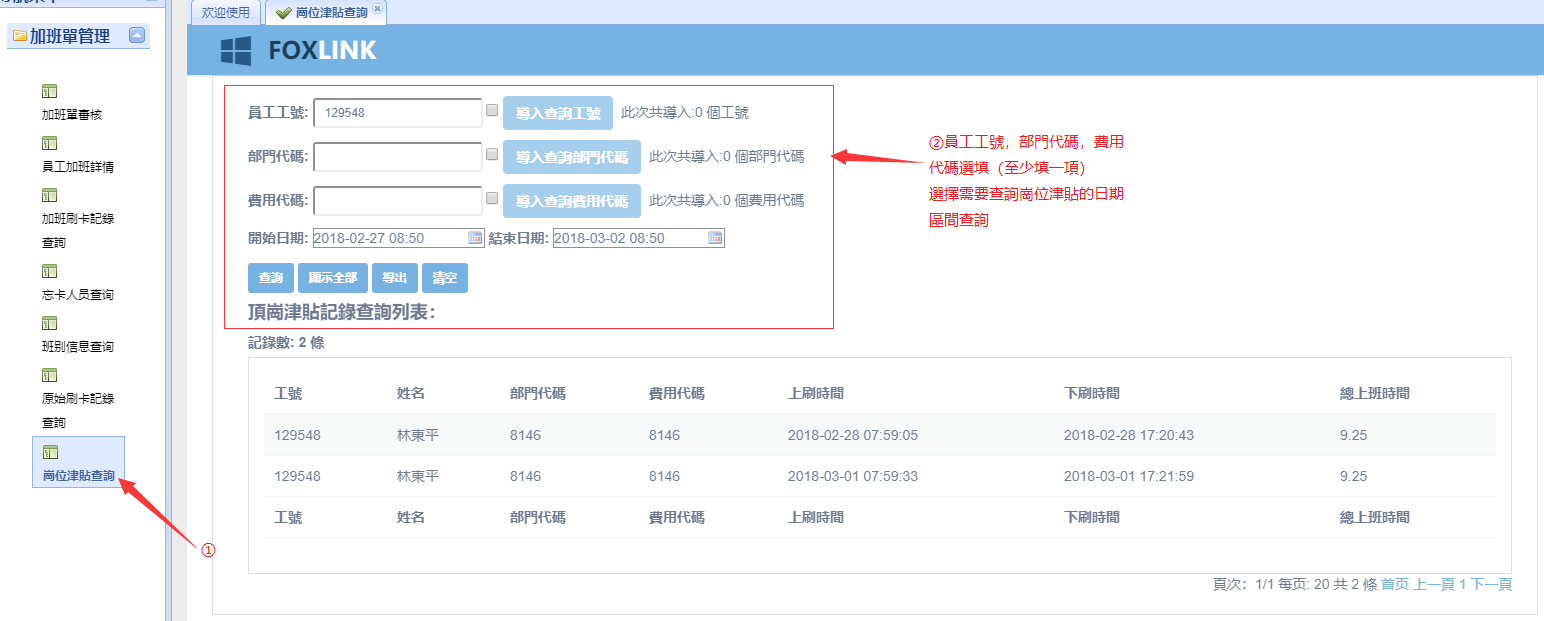 欢迎使用
崗位津貼查詢
加班單管理
FOXLINK
加班單審核
員工加班詳情
加班刷卡記錄
查詢
忘卡人员查询
班别信息查询
原始刷卡記錄
查詢
崗位津貼查詢
①
員工工號: 129548 導入查詢工號 此次共導入:0 個工號
部門代碼: 導入查詢部門代碼 此次共導入:0 個部門代碼
費用代碼: 導入查詢費用代碼 此次共導入:0 個費用代碼
開始日期: 2018-02-27 08:50 結束日期: 2018-03-02 08:50
查詢 顯示全部 導出 清空
頂崗津貼記錄查詢列表:
②員工工號，部門代碼，費用
代碼選填（至少填一項）
選擇需要查詢崗位津貼的日期
區間查詢
記錄數: 2 條
工號 姓名 部門代碼 費用代碼 上刷時間 下刷時間 總上班時間
129548 林東平 8146 8146 2018-02-28 07:59:05 2018-02-28 17:20:43 9.25
129548 林東平 8146 8146 2018-03-01 07:59:33 2018-03-01 17:21:59 9.25
工號 姓名 部門代碼 費用代碼 上刷時間 下刷時間 總上班時間
頁次：1/1 每页: 20 共 2 條 首页 上一頁 1 下一頁